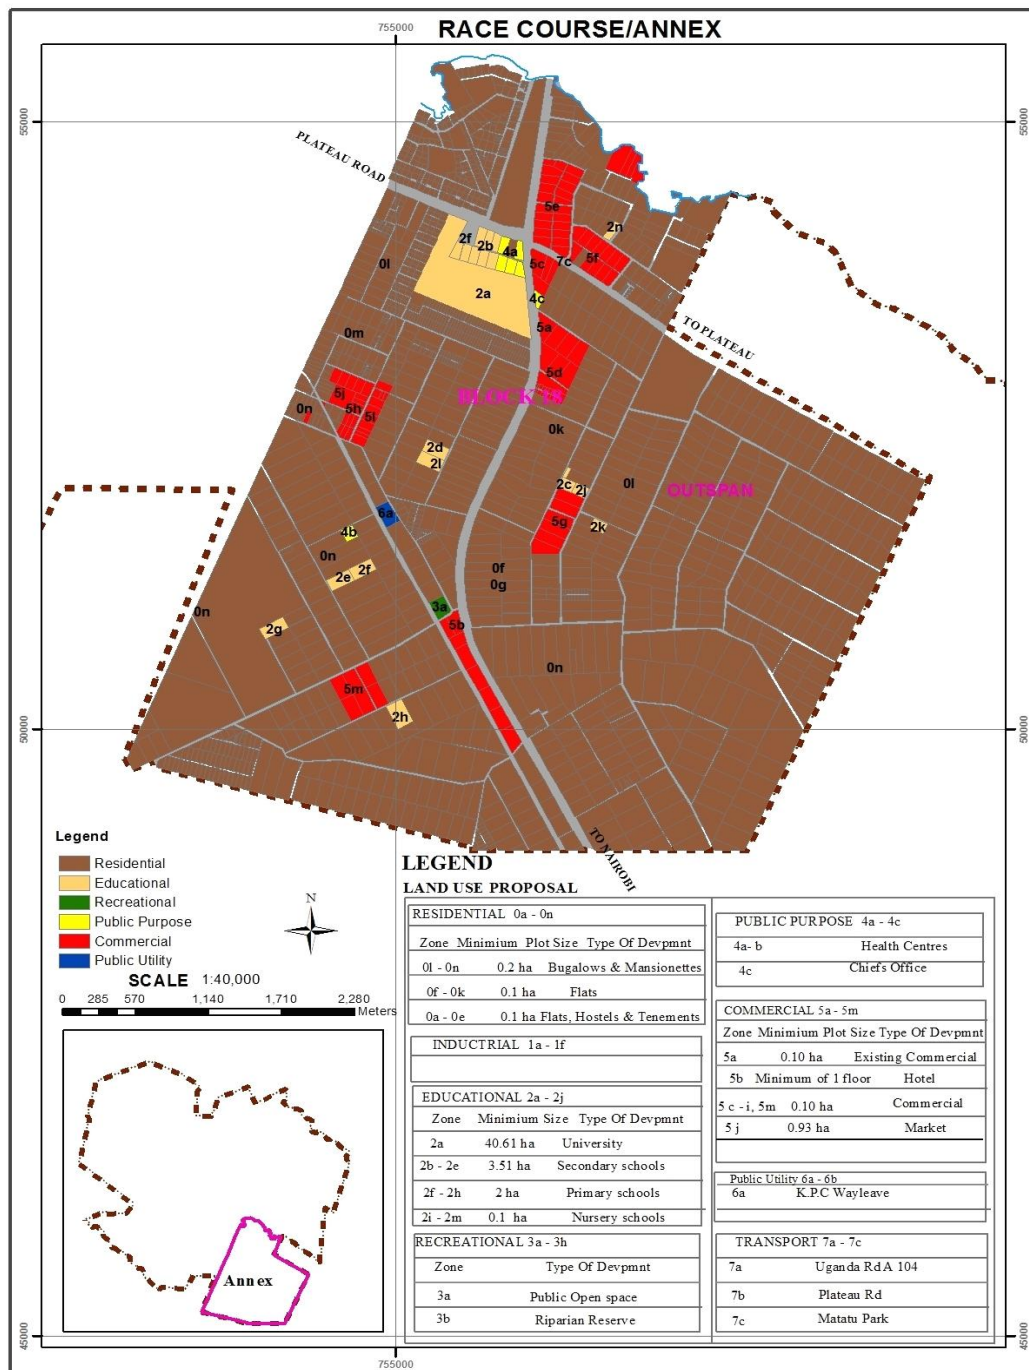 RACE COURSE/ANNEX
755000
55000
55000
PLATEAU ROAD
5e
2n
2f
2b
4a
5c
7c
5f
0l
2a
4c
5a
TO PLATEAU
0m
5d
5j
BLOCK 18
0n
5h
5i
0k
2d
2l
0l
OUTSPAN
2c
2j
6a
5g
2k
4b
0n
2e
2f
0f
0g
3a
0n
2g
5b
0n
5m
2h
50000
50000
TO NAIROBI
Legend
Residential
Educational
Recreational
Public Purpose
Commercial
Public Utility
N
SCALE 1:40,000
0 285 570 1,140 1,710 2,280
Meters
Annex
LEGEND
LAND USE PROPOSAL
RESIDENTIAL 0a - 0n
Zone Minimium Plot Size Type Of Devpmnt
0l - 0n 0.2 ha Bugalows & Mansionettes
0f - 0k 0.1 ha Flats
0a - 0e 0.1 ha Flats, Hostels & Tenements
INDUCTRIAL 1a - 1f
EDUCATIONAL 2a - 2j
Zone Minimium Size Type Of Devpmnt
2a 40.61 ha University
2b - 2e 3.51 ha Secondary schools
2f - 2h 2 ha Primary schools
2i - 2m 0.1 ha Nursery schools
RECREATIONAL 3a - 3h
Zone Type Of Devpmnt
3a Public Open space
3b Riparian Reserve
PUBLIC PURPOSE 4a - 4c
4a- b Health Centres
4c Chiefs Office
COMMERCIAL 5a - 5m
Zone Minimium Plot Size Type Of Devpmnt
5a 0.10 ha Existing Commercial
5b Minimum of 1 floor Hotel
5 c - i, 5m 0.10 ha Commercial
5 j 0.93 ha Market
Public Utility 6a - 6b
6a K.P.C Wayleave
TRANSPORT 7a - 7c
7a Uganda Rd A 104
7b Plateau Rd
7c Matatu Park
45000
45000
755000